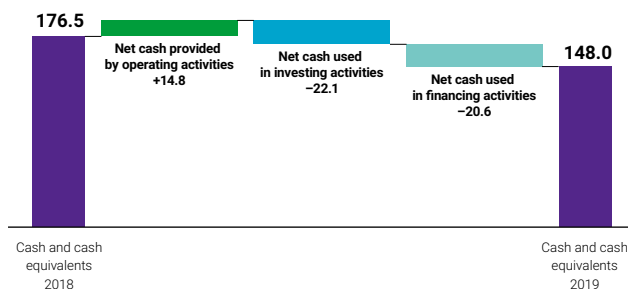 176.5
Net cash provided
by operating activities
+14.8
Net cash used
in investing activities
–22.1
Net cash used
in financing activities
–20.6
148.0
Cash and cash
equivalents
2018
Cash and cash
equivalents
2019